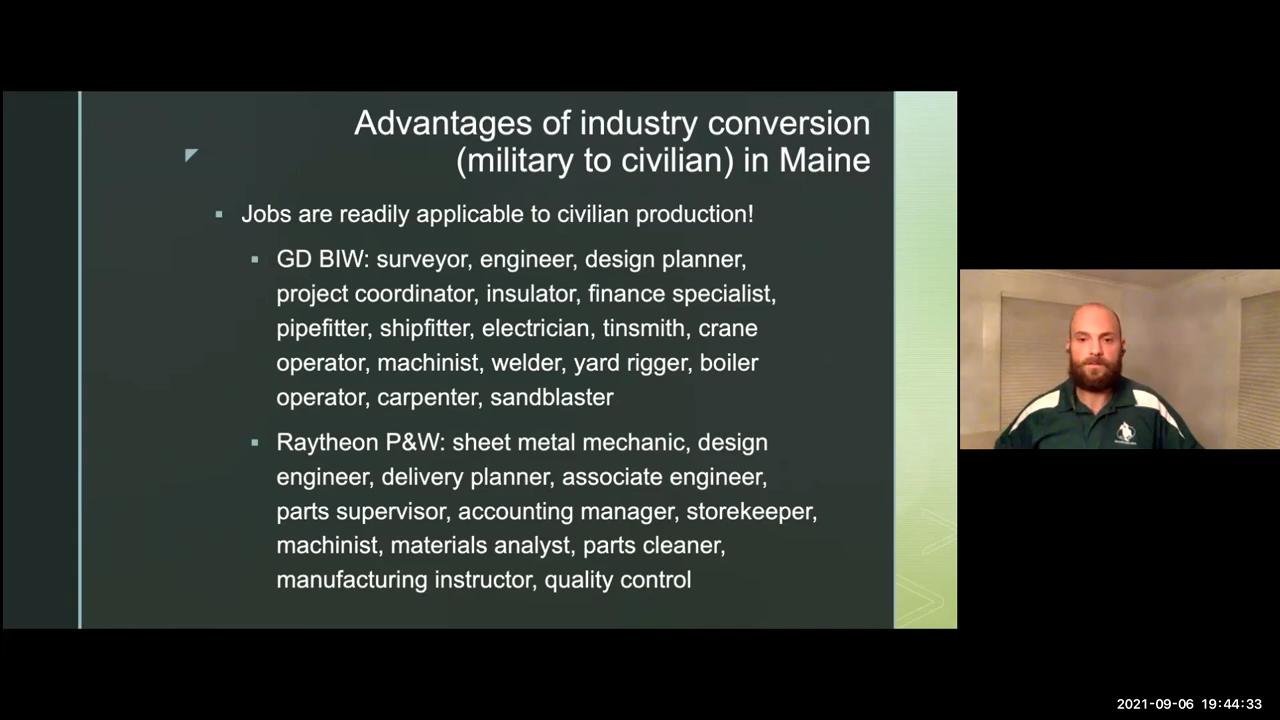 Advantages of industry conversion
(military to civilian) in Maine
Jobs are readily applicable to civilian production!
GD BIW: surveyor, engineer, design planner,
project coordinator, insulator, finance specialist,
pipefitter, shipfitter, electrician, tinsmith, crane
operator, machinist, welder, yard rigger, boiler
operator, carpenter, sandblaster
Raytheon P&W: sheet metal mechanic, design
engineer, delivery planner, associate engineer,
parts supervisor, accounting manager, storekeeper,
machinist, materials analyst, parts cleaner,
manufacturing instructor, quality control
2021-09-06 19:44:33